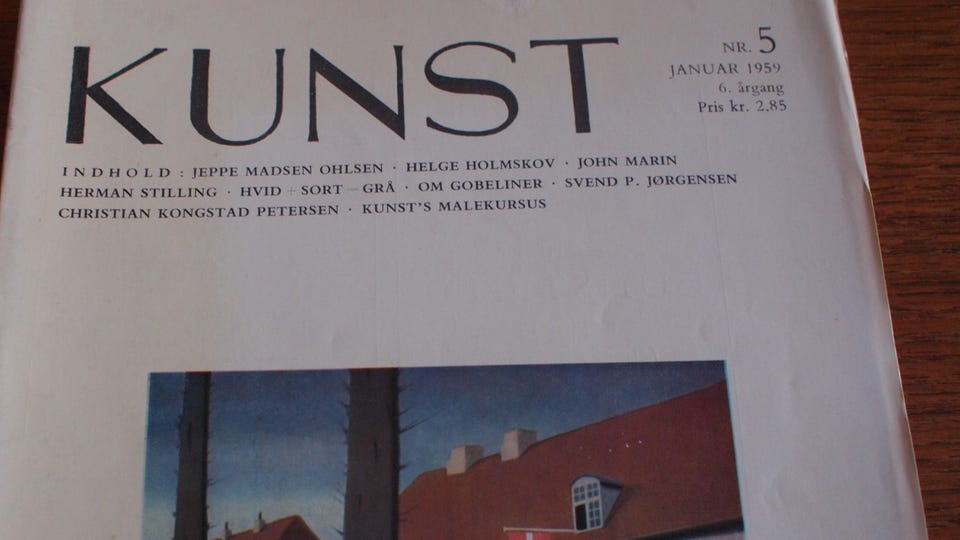 KUNST
NR. 5
JANUAR 1959
6. årgang
Pris kr. 2,85
INDHOLD : JEPPE MADSEN OHLSEN · HELGE HOLMSKOV · JOHN MARIN
HERMAN STILLING · HVID + SORT = GRÅ · OM GOBELINER · SVEND P. JØRGENSEN
CHRISTIAN KONGSTAD PETERSEN · KUNST'S MALEKURSUS